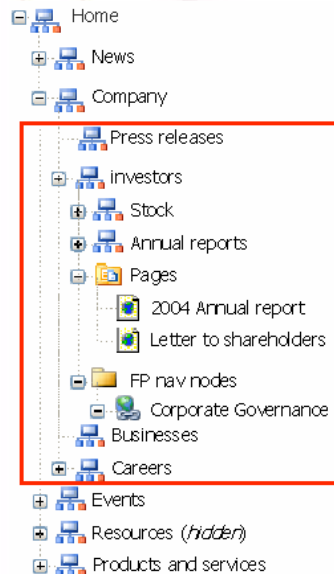 Home
News
Company
Press releases
investors
Stock
Annual reports
Pages
2004 Annual report
Letter to shareholders
FP nav nodes
Corporate Governance
Businesses
Careers
Events
Resources (hidden)
Products and services